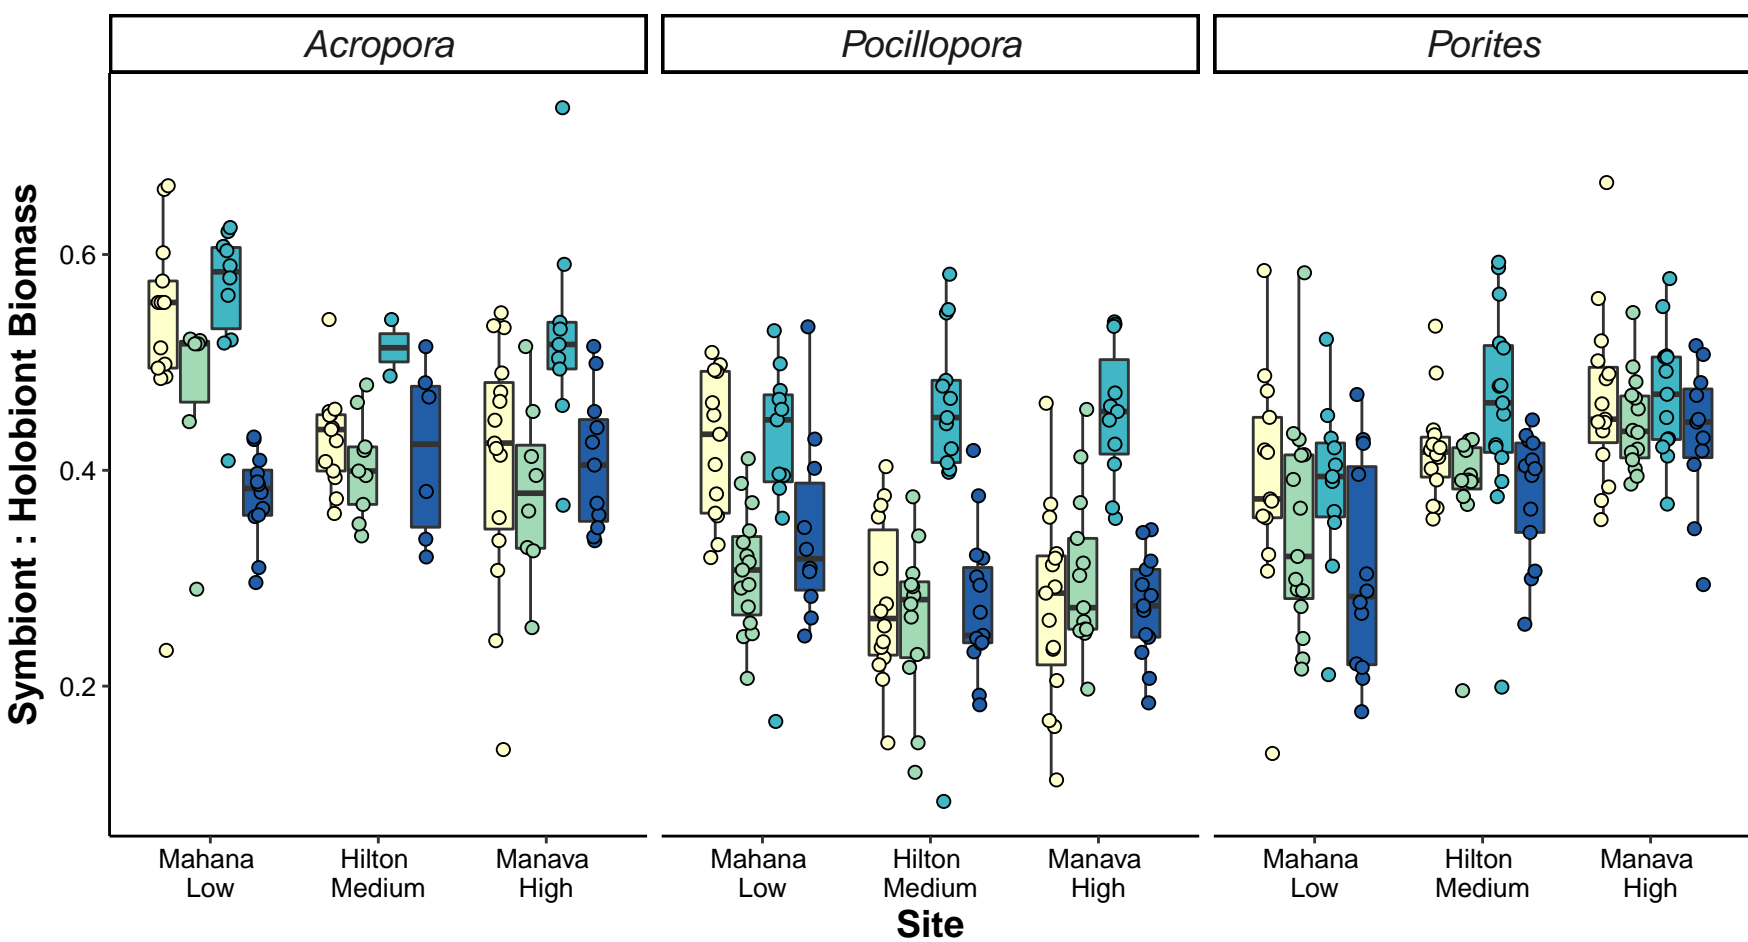 Acropora
Pocillopora
Porites
Symbiont : Holobiont Biomass
0.6
0.4
0.2
Mahana
Low
Hilton
Medium
Manava
High
Mahana
Low
Hilton
Medium
Manava
High
Mahana
Low
Hilton
Medium
Manava
High
Site